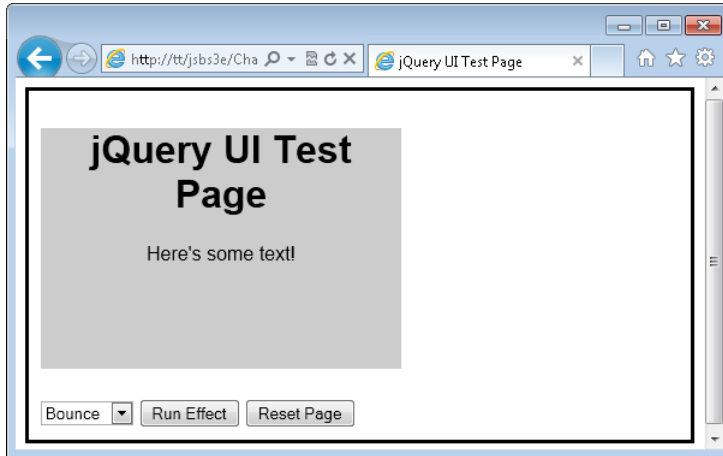 http://tt/jsbs3e/Cha
jQuery UI Test Page
jQuery UI Test
Page
Here's some text!
Bounce
Run Effect
Reset Page